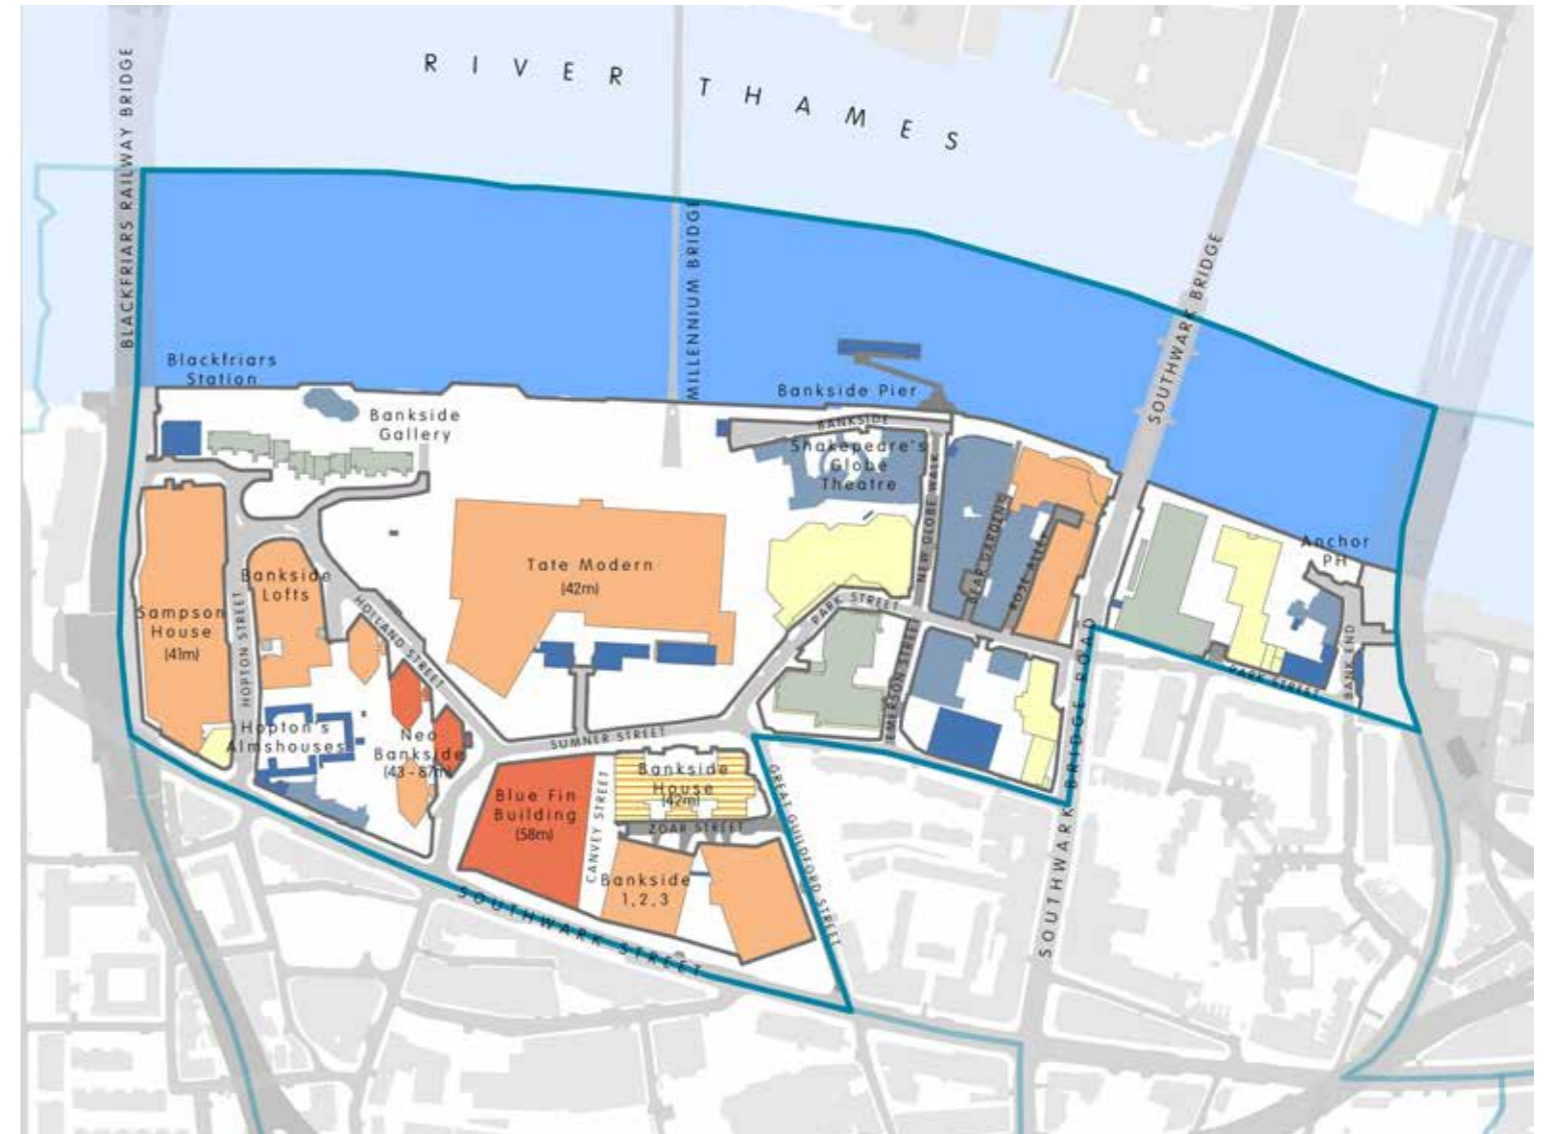 RIVER THAMES
BLACKFRIARS RAILWAY BRIDGE
MILLENNIUM BRIDGE
SOUTHWARK BRIDGE
Blackfriars
Station
Bankside
Gallery
Bankside Pier
BANKSIDE
Shakepeare's
Globe
Theatre
NEW GLOBE WALK
BEAR GARDENS
ROSE ALLEY
Anchor
PH
Tate Modern
(42m)
Bankside
Lofts
Sampson
House
(41m)
HOPTON STREET
HOLLAND STREET
PARK STREET
EMERSON STREET
PARK STREET
BANK END
Hopton's
Almshouses
Neo
Bankside
(43 - 87m)
SUMNER STREET
Bankside
House
(42m)
Blue Fin
Building
(58m)
CANVEY STREET
ZOAR STREET
GREAT GUILDFORD STREET
Bankside
1,2,3
SOUTHWARK STREET
SOUTHWARK BRIDGE ROAD